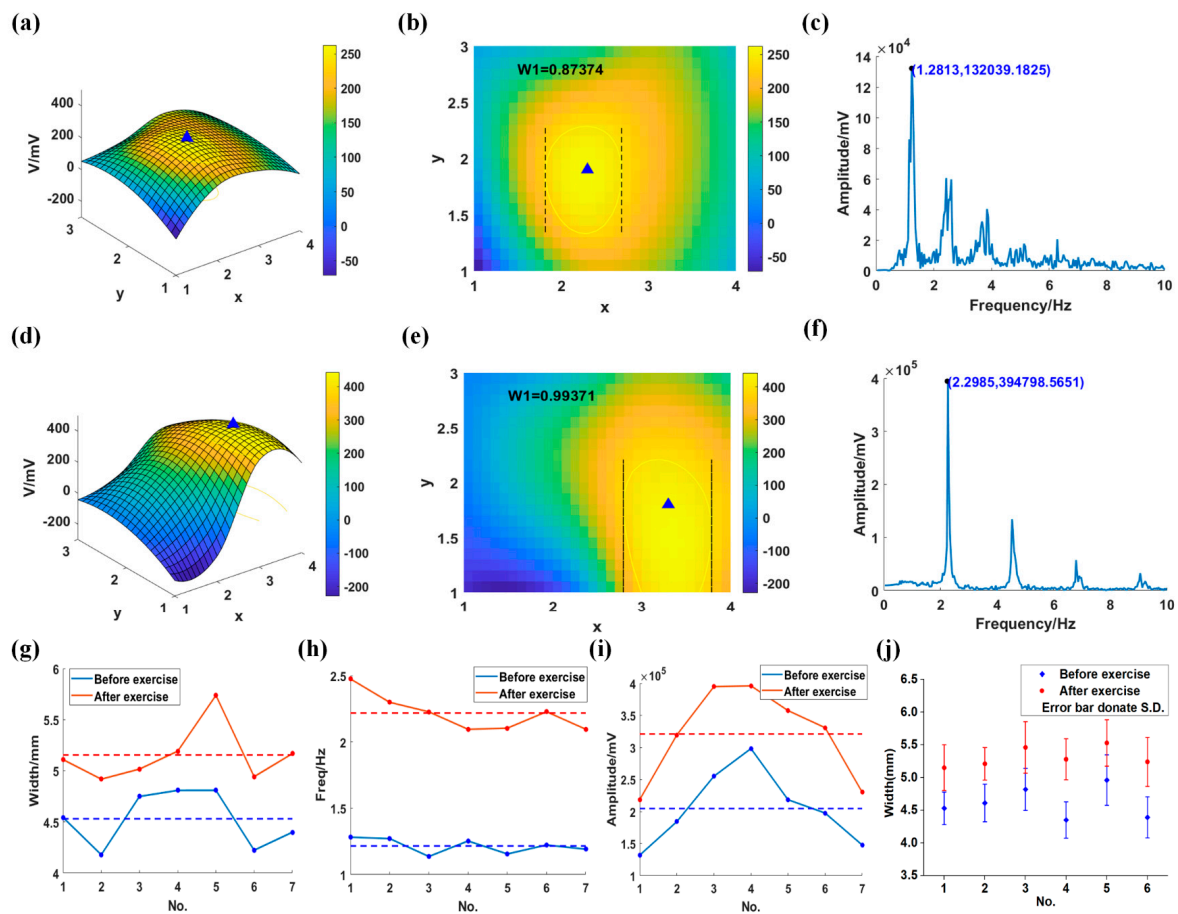 (a)
400
200
0
-200
V/mV
3
2
1
y
1
2
3
4
x
250
200
150
100
50
0
-50
(b)
W1=0.87374
3
2.5
2
1.5
1
y
1
2
3
4
x
250
200
150
100
50
0
-50
(c)
×10⁴
(1.2813,132039.1825)
14
12
10
8
6
4
2
0
Amplitude/mV
0 2 4 6 8 10
Frequency/Hz
(d)
400
200
0
-200
V/mV
3
2
1
y
1
2
3
4
x
400
300
200
100
0
-100
-200
(e)
W1=0.99371
3
2.5
2
1.5
1
y
1
2
3
4
x
400
300
200
100
0
-100
-200
(f)
×10⁵
(2.2985,394798.5651)
4
3
2
1
0
Amplitude/mV
0 2 4 6 8 10
Frequency/Hz
(g)
Before exercise
After exercise
6
5.5
5
4.5
4
Width/mm
1 2 3 4 5 6 7
No.
(h)
Before exercise
After exercise
2.5
2
1.5
1
Freq/Hz
1 2 3 4 5 6 7
No.
(i)
×10⁵
Before exercise
After exercise
4
3.5
3
2.5
2
1.5
1
Amplitude/mV
1 2 3 4 5 6 7
No.
(j)
Before exercise
After exercise
Error bar donate S.D.
6.5
6.0
5.5
5.0
4.5
4.0
3.5
Width(mm)
1 2 3 4 5 6
No.